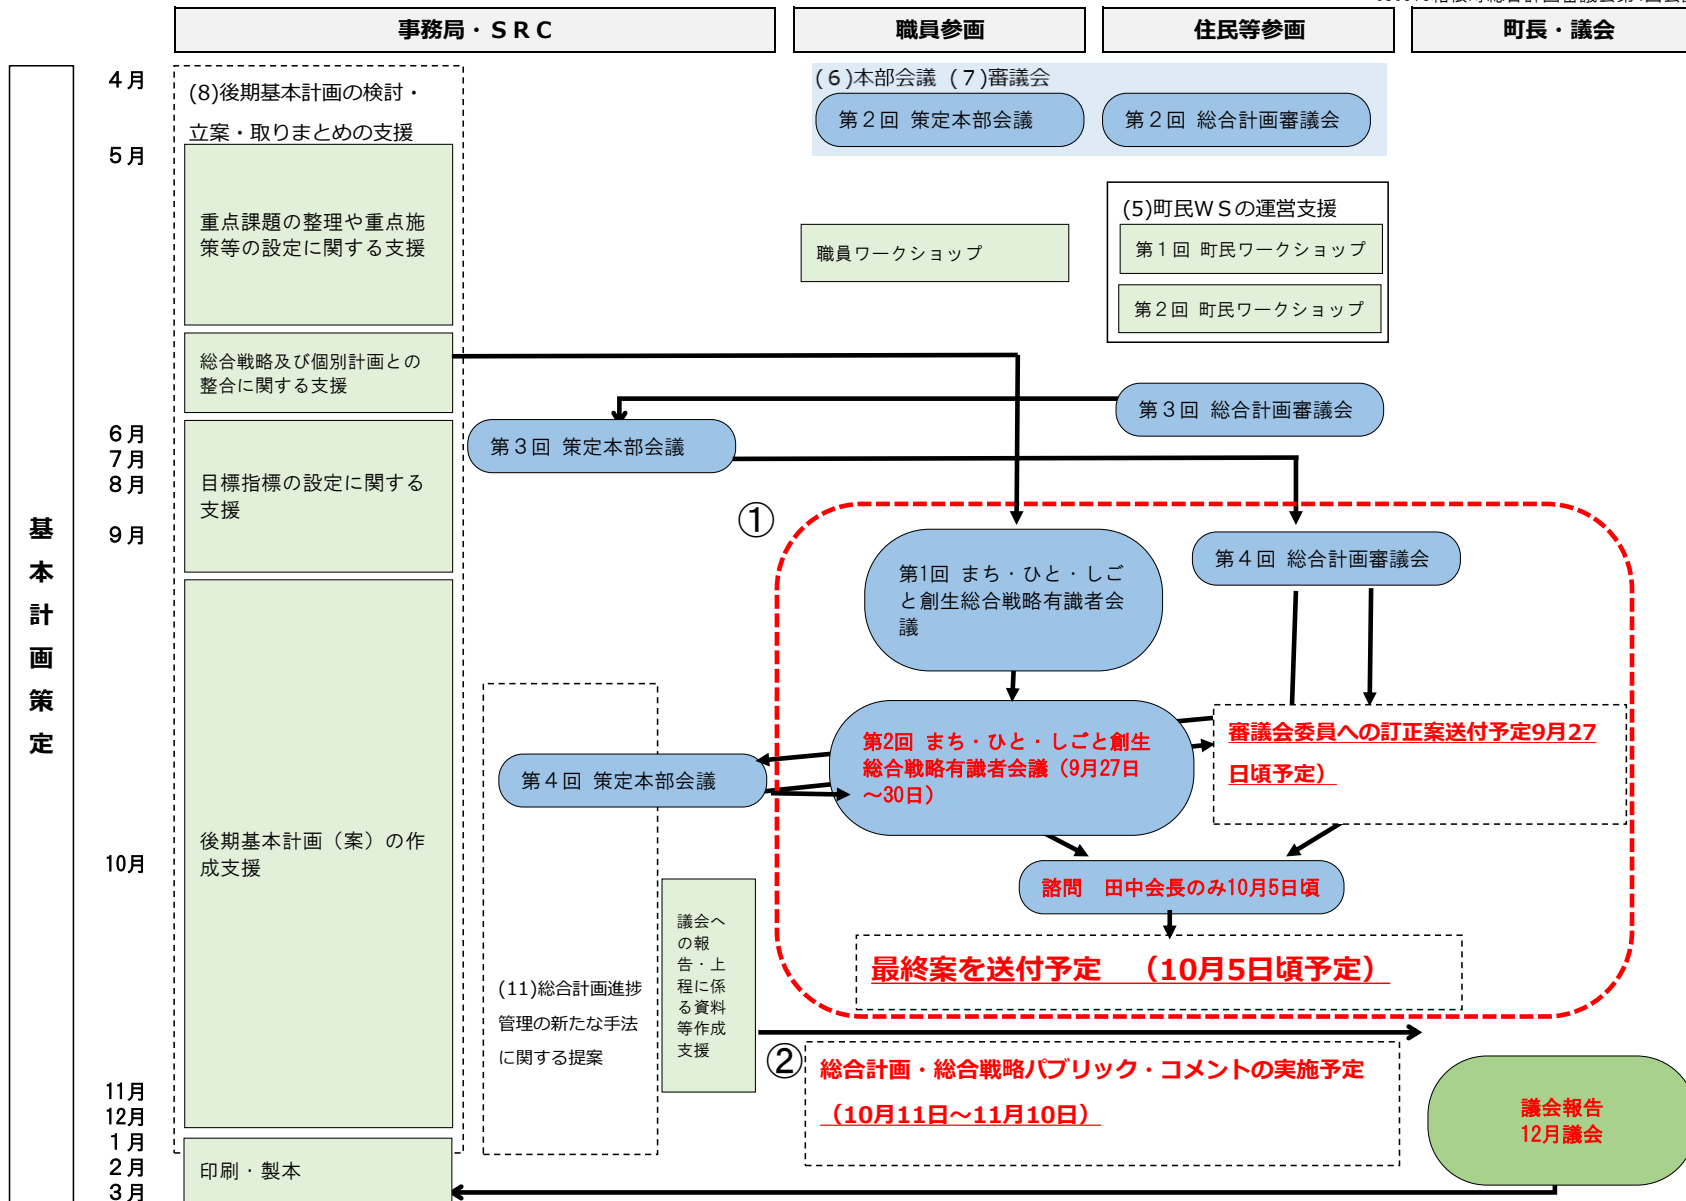 事務局・ＳＲＣ
職員参画
住民等参画
町長・議会
基本計画策定
4月
5月
6月
7月
8月
9月
10月
11月
12月
1月
2月
3月
(8)後期基本計画の検討・
立案・取りまとめの支援
重点課題の整理や重点施
策等の設定に関する支援
総合戦略及び個別計画との
整合に関する支援
目標指標の設定に関する
支援
後期基本計画（案）の作
成支援
印刷・製本
(６)本部会議 (７)審議会
第２回 策定本部会議
第２回 総合計画審議会
職員ワークショップ
(5)町民ＷＳの運営支援
第１回 町民ワークショップ
第２回 町民ワークショップ
第３回 総合計画審議会
第３回 策定本部会議
①
第1回 まち・ひと・しご
と創生総合戦略有識者会
議
第４回 総合計画審議会
第2回 まち・ひと・しごと創生
総合戦略有識者会議（9月27日
～30日）
審議会委員への訂正案送付予定9月27
日頃予定）
第４回 策定本部会議
諮問　田中会長のみ10月5日頃
最終案を送付予定　（10月5日頃予定）
(11)総合計画進捗
管理の新たな手法
に関する提案
議会へ
の報
告・上
程に係
る資料
等作成
支援
②
総合計画・総合戦略パブリック・コメントの実施予定
（10月11日～11月10日）
議会報告
12月議会